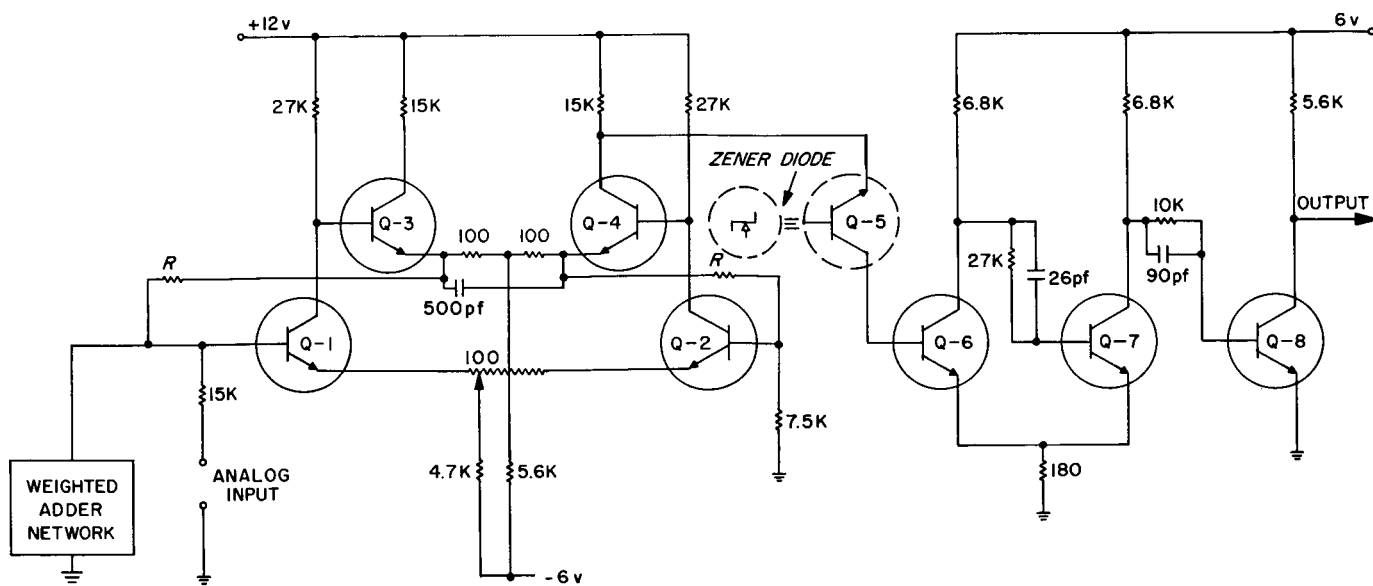 +12v
6v
27K
15K
15K
27K
6.8K
6.8K
5.6K
ZENER DIODE
Q-3
Q-4
Q-5
100
100
10K
OUTPUT
R
R
500pf
27K
26pf
90pf
Q-1
Q-2
Q-6
Q-7
Q-8
100
15K
7.5K
WEIGHTED
ADDER
NETWORK
ANALOG
INPUT
4.7K
5.6K
180
-6v